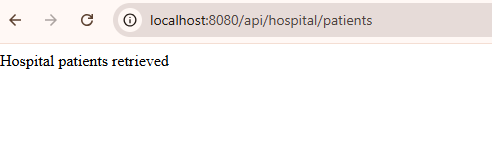 localhost:8080/api/hospital/patients
Hospital patients retrieved